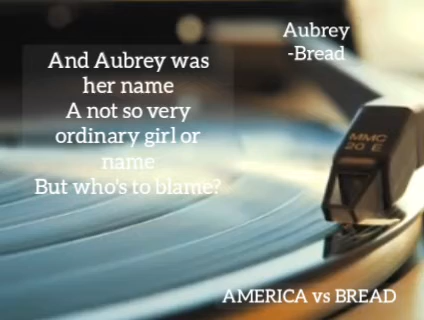 Aubrey
-Bread
And Aubrey was
her name
A not so very
ordinary girl or
name
But who's to blame?
MMC
20 E
AMERICA vs BREAD